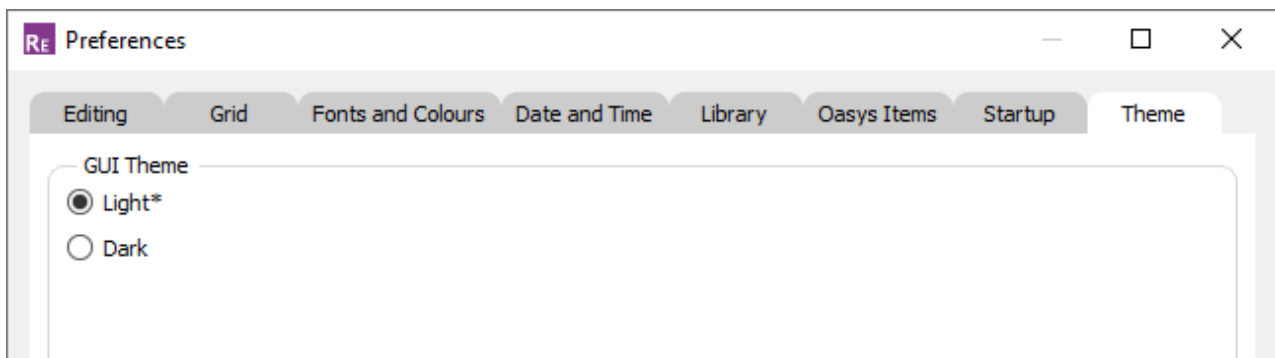 RE Preferences
Editing Grid Fonts and Colours Date and Time Library Oasys Items Startup Theme
GUI Theme
Light*
Dark